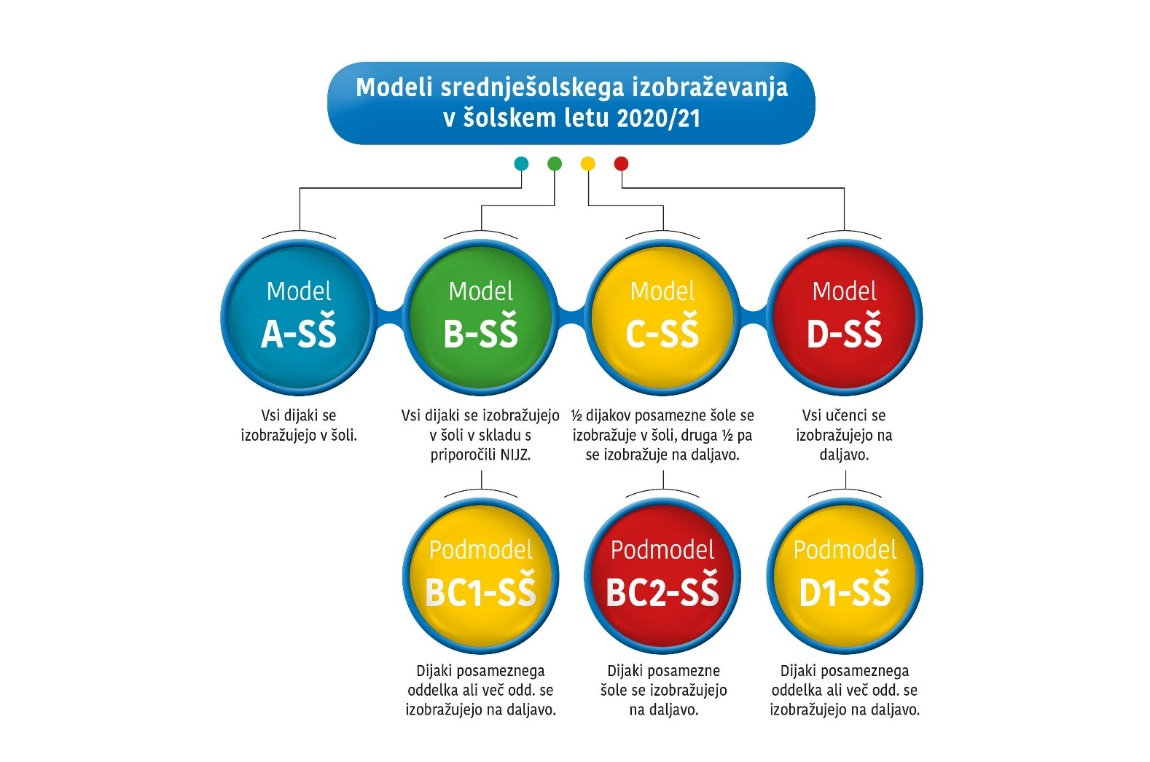 Modeli srednješolskega izobraževanja
v šolskem letu 2020/21
Model
A-SŠ
Vsi dijaki se
izobražujejo v šoli.
Model
B-SŠ
Vsi dijaki se izobražujejo
v šoli v skladu s
priporočili NIJZ.
Model
C-SŠ
½ dijakov posamezne šole se
izobražuje v šoli, druga ½ pa
se izobražuje na daljavo.
Model
D-SŠ
Vsi učenci se
izobražujejo na
daljavo.
Podmodel
BC1-SŠ
Dijaki posameznega
oddelka ali več odd. se
izobražujejo na daljavo.
Podmodel
BC2-SŠ
Dijaki posamezne
šole se izobražujejo
na daljavo.
Podmodel
D1-SŠ
Dijaki posameznega
oddelka ali več odd. se
izobražujejo na daljavo.